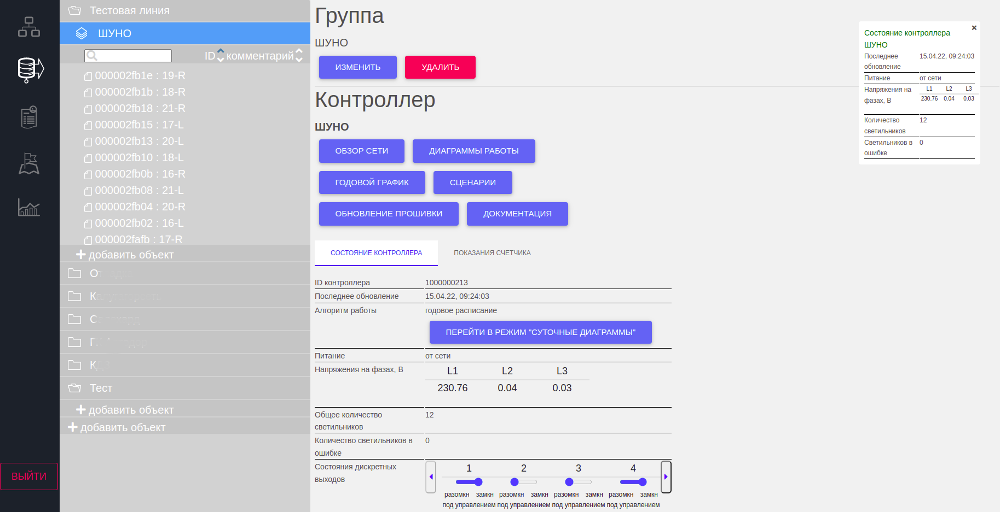 Тестовая линия
ШУНО
ID комментарий
000002fb1e : 19-R
000002fb1b : 18-R
000002fb18 : 21-R
000002fb15 : 17-L
000002fb13 : 20-L
000002fb10 : 18-L
000002fb0b : 16-R
000002fb08 : 21-L
000002fb04 : 20-R
000002fb02 : 16-L
000002fafb : 17-R
добавить объект
Тест
добавить объект
добавить объект
ВЫЙТИ
Группа
ШУНО
ИЗМЕНИТЬ УДАЛИТЬ
Контроллер
ШУНО
ОБЗОР СЕТИ ДИАГРАММЫ РАБОТЫ
ГОДОВОЙ ГРАФИК СЦЕНАРИИ
ОБНОВЛЕНИЕ ПРОШИВКИ ДОКУМЕНТАЦИЯ
СОСТОЯНИЕ КОНТРОЛЛЕРА ПОКАЗАНИЯ СЧЕТЧИКА
ID контроллера 1000000213
Последнее обновление 15.04.22, 09:24:03
Алгоритм работы годовое расписание
ПЕРЕЙТИ В РЕЖИМ "СУТОЧНЫЕ ДИАГРАММЫ"
Питание от сети
Напряжения на фазах, В L1 L2 L3
230.76 0.04 0.03
Общее количество 12
светильников
Количество светильников в 0
ошибке
Состояния дискретных 1 2 3 4
выходов
разомкн замкн разомкн замкн разомкн замкн разомкн замкн
под управлением под управлением под управлением под управлением
Состояние контроллера
ШУНО
Последнее 15.04.22, 09:24:03
обновление
Питание от сети
Напряжения на L1 L2 L3
фазах, В 230.76 0.04 0.03
Количество 12
светильников
Светильников в 0
ошибке